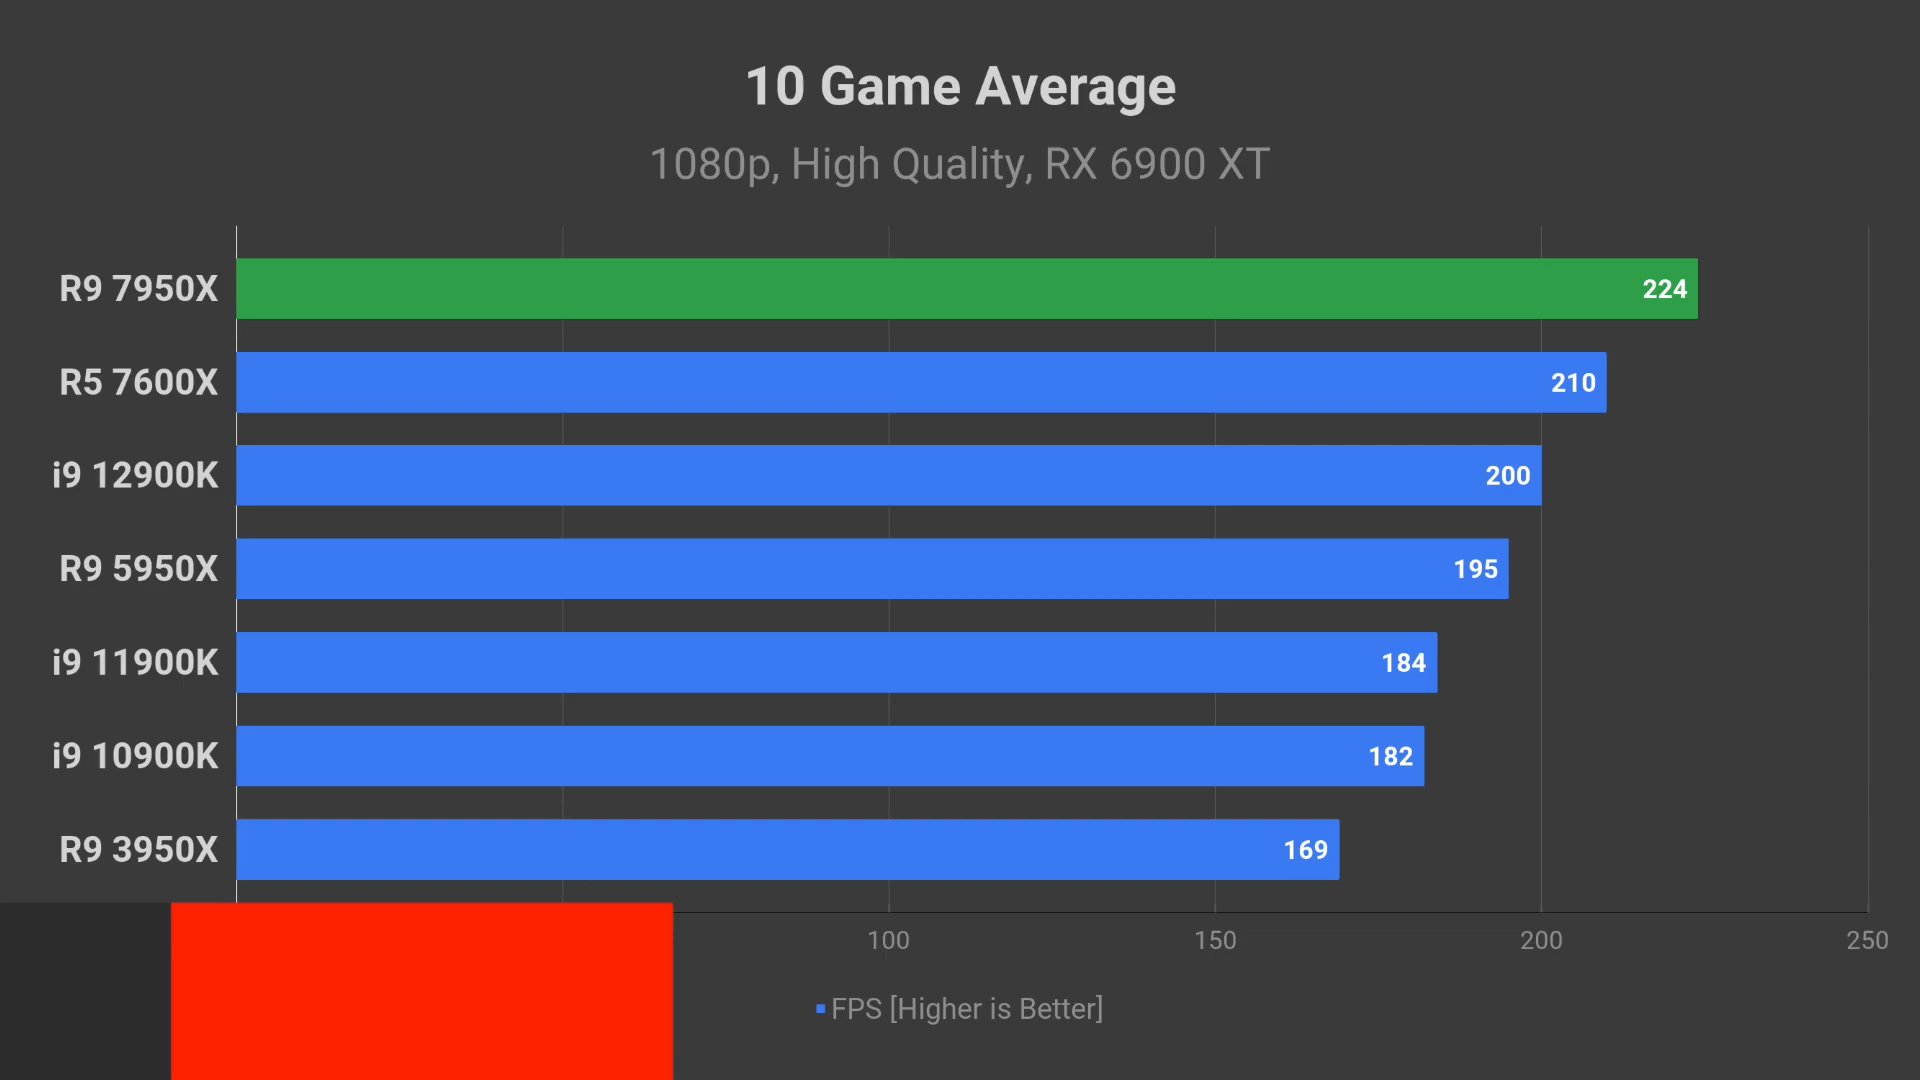 10 Game Average
1080p, High Quality, RX 6900 XT
R9 7950X 224
R5 7600X 210
i9 12900K 200
R9 5950X 195
i9 11900K 184
i9 10900K 182
R9 3950X 169
100 150 200 250
FPS [Higher is Better]